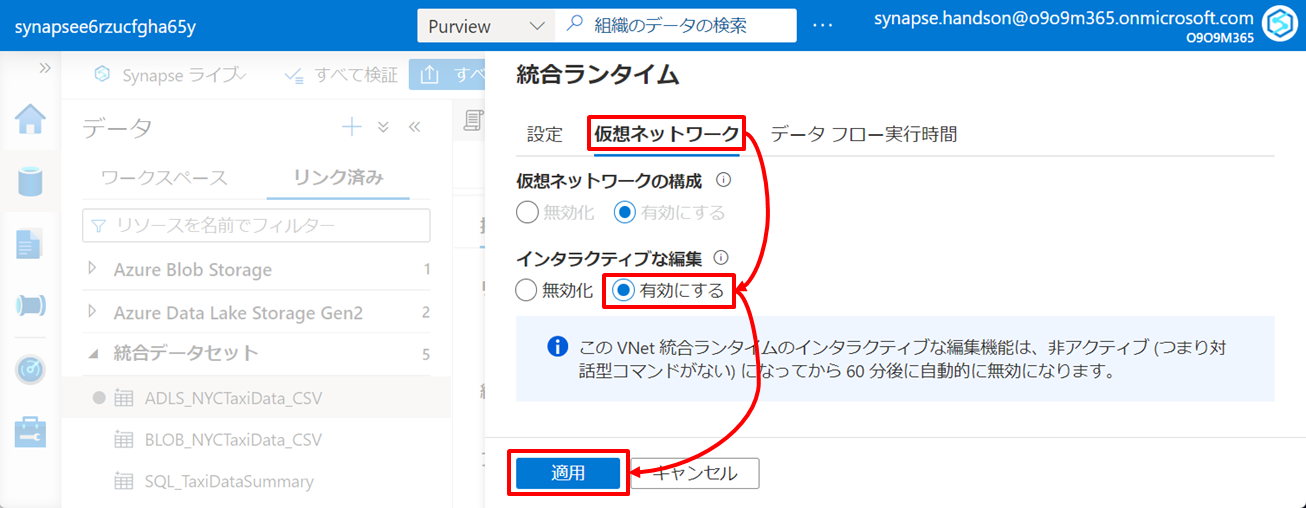 synapsee6rzucfgha65y
Purview
組織のデータの検索
...
synapse.handson@o9o9m365.onmicrosoft.com
O9O9M365
Synapse ライブ
すべて検証
すべ
データ
ワークスペース
リンク済み
リソースを名前でフィルター
Azure Blob Storage 1
Azure Data Lake Storage Gen2 2
統合データセット 5
ADLS_NYCTaxiData_CSV
BLOB_NYCTaxiData_CSV
SQL_TaxiDataSummary
統合ランタイム
設定 仮想ネットワーク データ フロー実行時間
仮想ネットワークの構成
無効化 有効にする
インタラクティブな編集
無効化 有効にする
この VNet 統合ランタイムのインタラクティブな編集機能は、非アクティブ (つまり対
話型コマンドがない) になってから 60 分後に自動的に無効になります。
適用 キャンセル